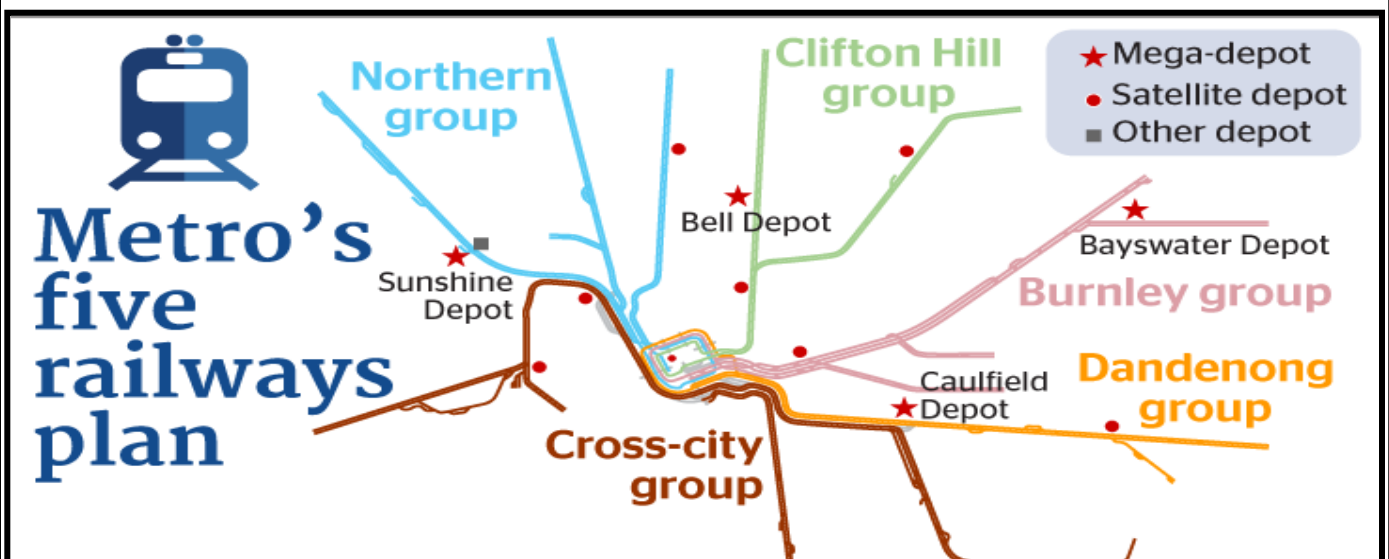 Metro's
five
railways
plan
Northern
group
Clifton Hill
group
Mega-depot
Satellite depot
Other depot
Bell Depot
Sunshine
Depot
Bayswater Depot
Burnley group
Dandenong
group
Caulfield
Depot
Cross-city
group